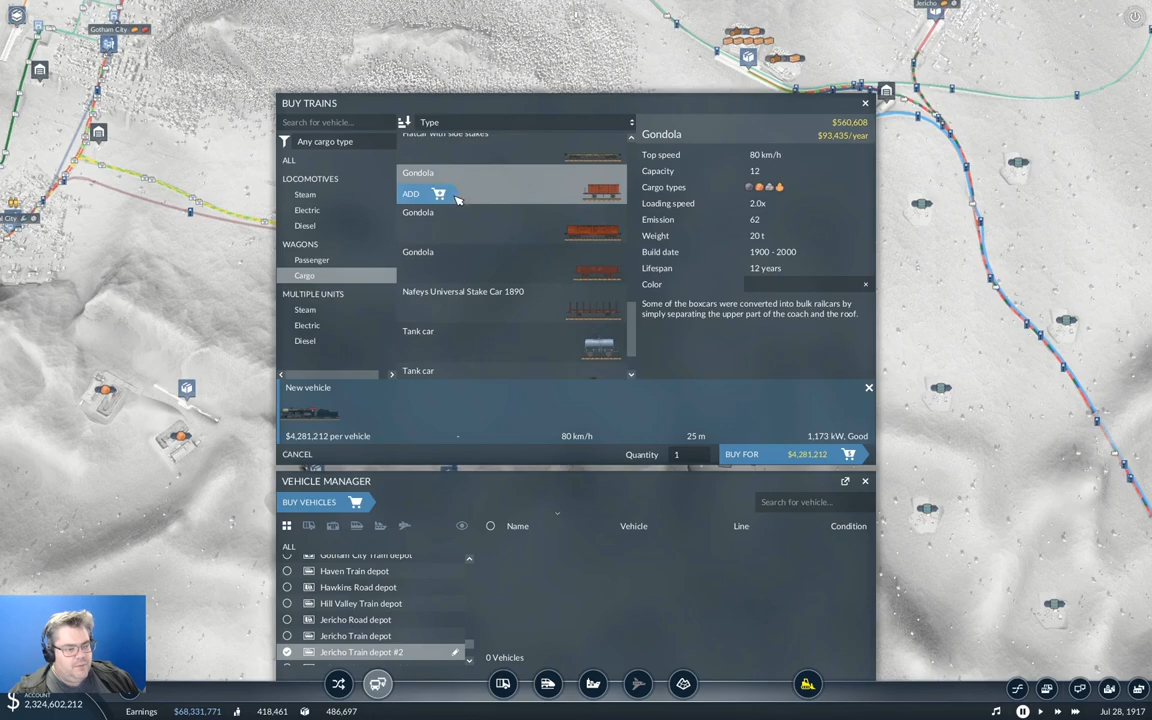 Gotham City
Jericho
BUY TRAINS
Search for vehicle...
Type
Any cargo type
ALL
LOCOMOTIVES
Steam
Electric
Diesel
WAGONS
Passenger
Cargo
MULTIPLE UNITS
Steam
Electric
Diesel
Flatcar with side stakes
Gondola
ADD
Gondola
Gondola
Nafeys Universal Stake Car 1890
Tank car
Tank car
$560,608
Gondola
$93,435/year
Top speed 80 km/h
Capacity 12
Cargo types
Loading speed 2.0x
Emission 62
Weight 20 t
Build date 1900 - 2000
Lifespan 12 years
Color
Some of the boxcars were converted into bulk railcars by
simply separating the upper part of the coach and the roof.
New vehicle
$4,281,212 per vehicle - 80 km/h 25 m 1,173 kW, Good
CANCEL Quantity 1 BUY FOR $4,281,212
VEHICLE MANAGER
BUY VEHICLES
Search for vehicle...
Name Vehicle Line Condition
ALL
Gotham City Tram depot
Haven Train depot
Hawkins Road depot
Hill Valley Train depot
Jericho Road depot
Jericho Train depot
Jericho Train depot #2
0 Vehicles
al City
ACCOUNT
$ 2,324,602,212
Earnings $68,331,771 418,461 486,697
Jul 28, 1917